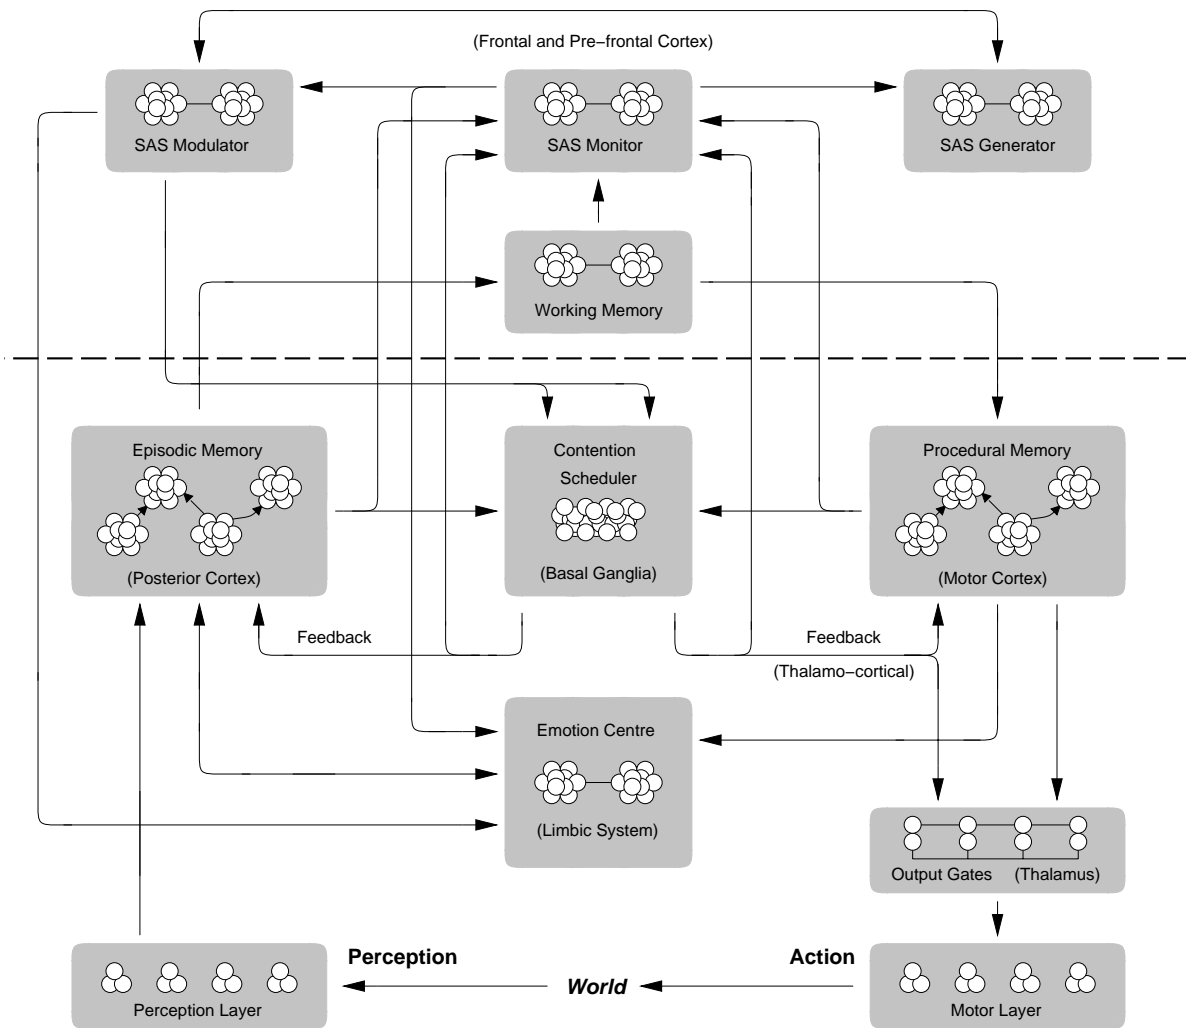 (Frontal and Pre−frontal Cortex)
SAS Modulator
SAS Monitor
SAS Generator
Working Memory
Episodic Memory
(Posterior Cortex)
Contention
Scheduler
(Basal Ganglia)
Procedural Memory
(Motor Cortex)
Feedback
Feedback
(Thalamo−cortical)
Emotion Centre
(Limbic System)
Output Gates (Thalamus)
Perception
Action
World
Perception Layer
Motor Layer